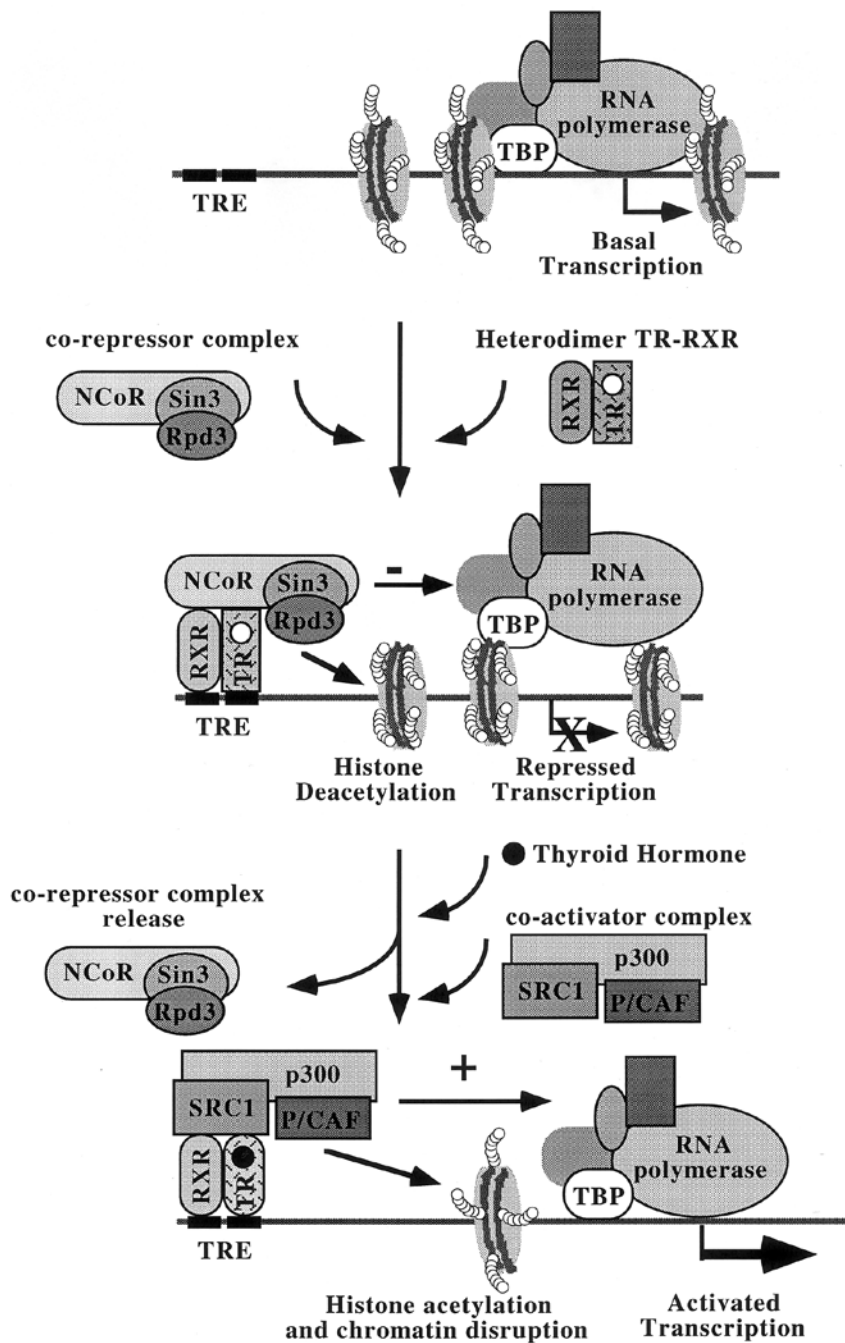 RNA
polymerase
TBP
TRE
Basal
Transcription
co-repressor complex
NCoR
Sin3
Rpd3
Heterodimer TR-RXR
RXR
TR
NCoR
Sin3
Rpd3
-
RNA
polymerase
TBP
RXR
TR
TRE
X
Histone
Deacetylation
Repressed
Transcription
Thyroid Hormone
co-repressor complex
release
NCoR
Sin3
Rpd3
co-activator complex
p300
SRC1
P/CAF
p300
SRC1
P/CAF
+
RNA
polymerase
TBP
RXR
TR
TRE
Histone acetylation
and chromatin disruption
Activated
Transcription